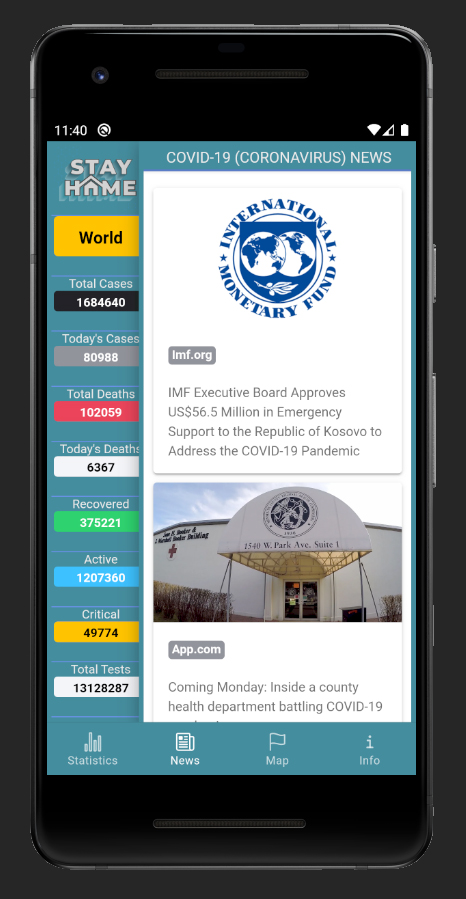 11:40
STAY
HOME
World
Total Cases
1684640
Today's Cases
80988
Total Deaths
102059
Today's Deaths
6367
Recovered
375221
Active
1207360
Critical
49774
Total Tests
13128287
COVID-19 (CORONAVIRUS) NEWS
INTERNATIONAL
MONETARY FUND
Imf.org
IMF Executive Board Approves
US$56.5 Million in Emergency
Support to the Republic of Kosovo to
Address the COVID-19 Pandemic
1540 W. Park Ave. Suite 1
App.com
Coming Monday: Inside a county
health department battling COVID-19
Statistics
News
Map
Info